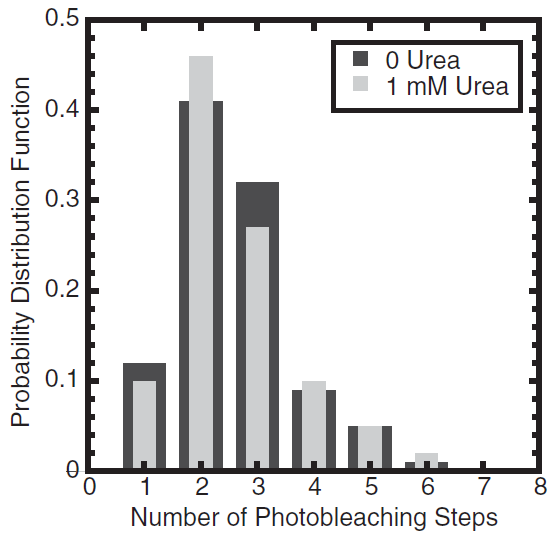 0.5
0.4
0.3
0.2
0.1
0
0 1 2 3 4 5 6 7 8
Probability Distribution Function
Number of Photobleaching Steps
0 Urea
1 mM Urea